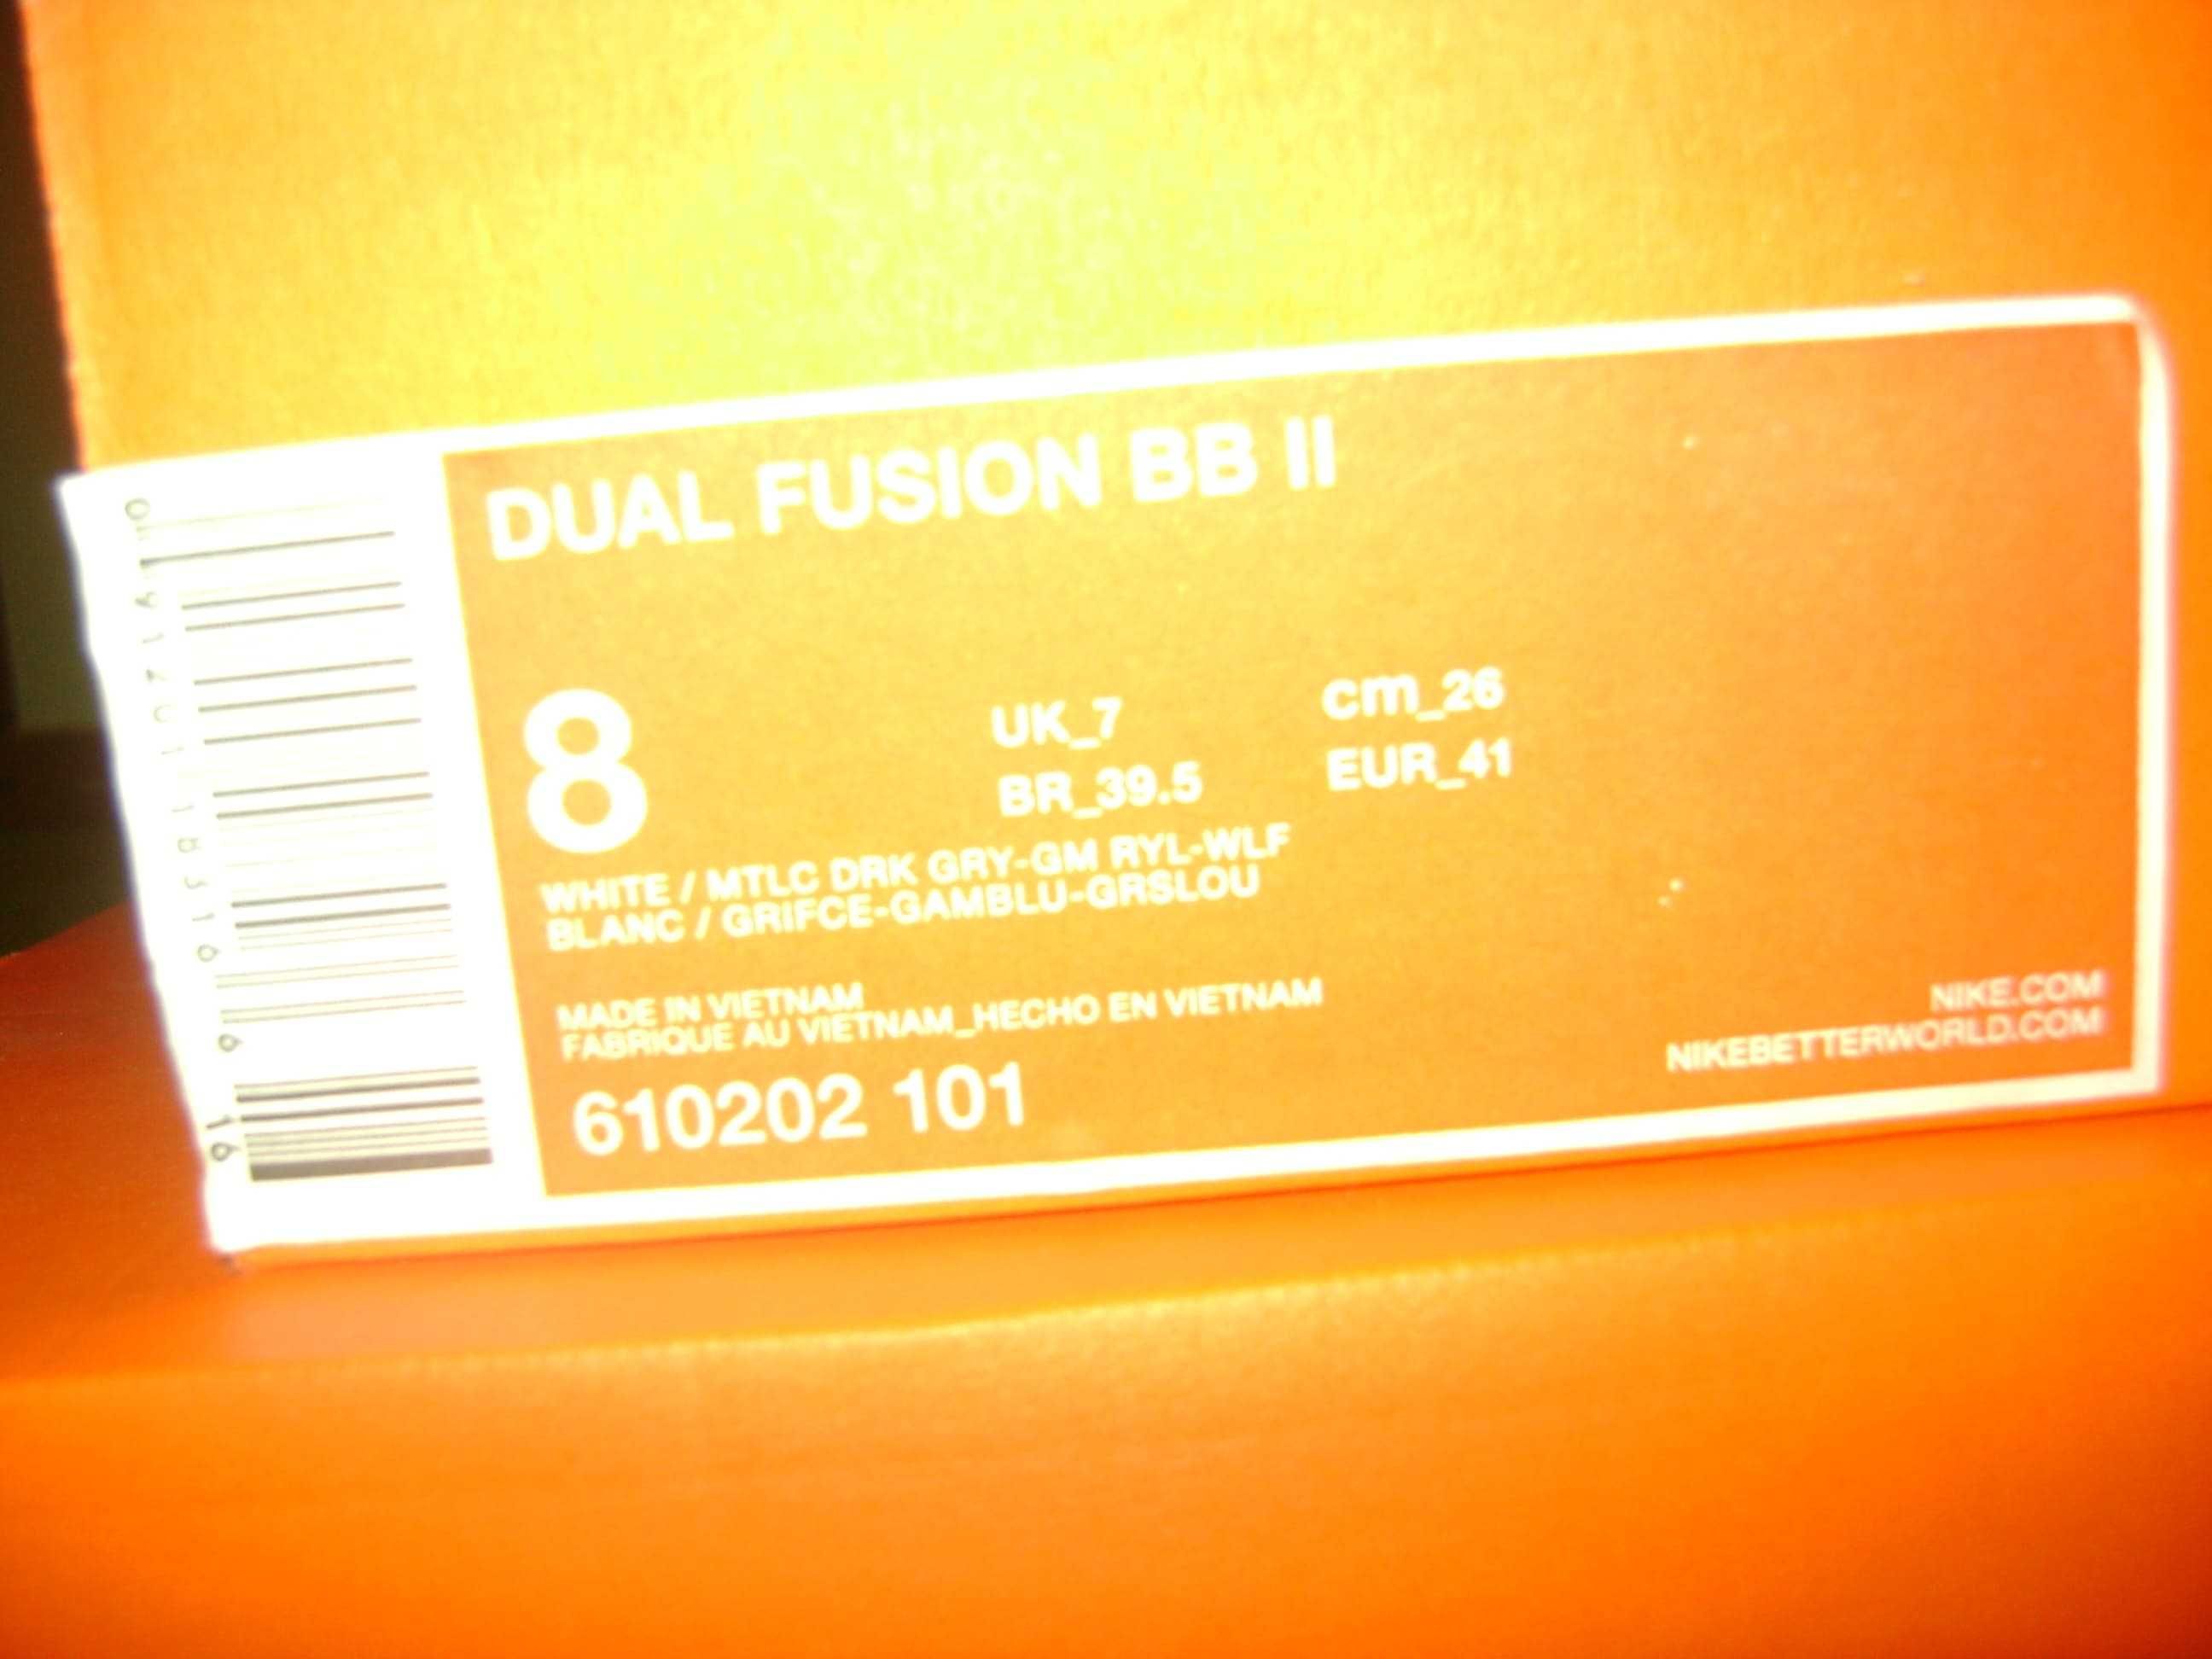 DUAL FUSION BB II
8
UK_7
cm_26
BR_39.5
EUR_41
WHITE / MTLC DRK GRY-GM RYL-WLF
BLANC / GRIFCE-GAMBLU-GRSLOU
MADE IN VIETNAM
FABRIQUE AU VIETNAM_HECHO EN VIETNAM
610202 101
NIKE.COM
NIKEBETTERWORLD.COM